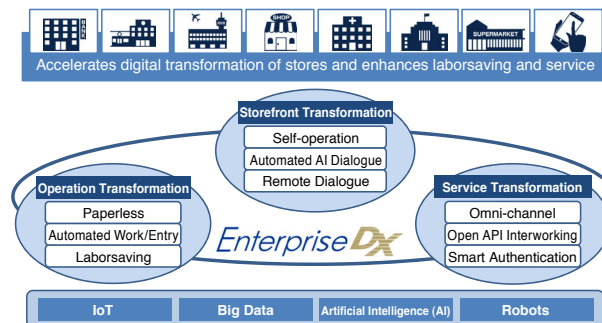 SHOP
SUPERMARKET
Accelerates digital transformation of stores and enhances laborsaving and service
Storefront Transformation
Self-operation
Automated AI Dialogue
Remote Dialogue
Operation Transformation
Paperless
Automated Work/Entry
Laborsaving
Service Transformation
Omni-channel
Open API Interworking
Smart Authentication
Enterprise DX
IoT
Big Data
Artificial Intelligence (AI)
Robots